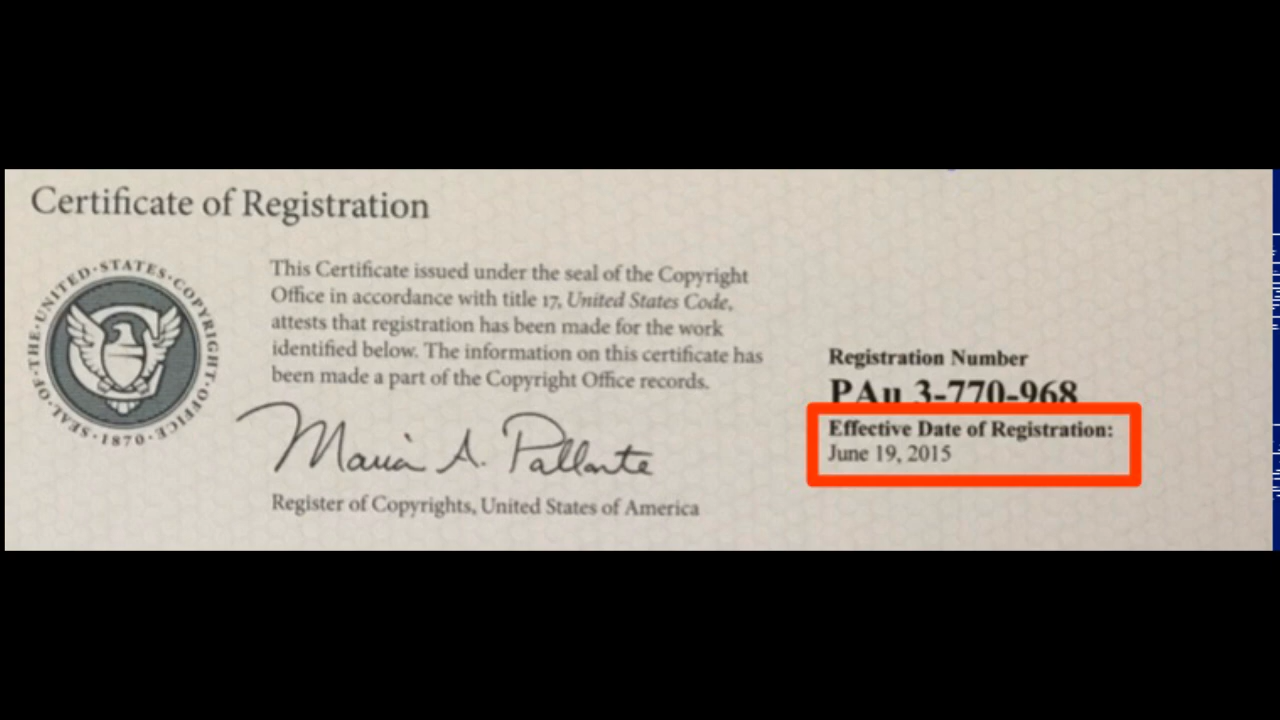 Certificate of Registration
SEAL·OF·THE·UNITED·STATES·COPYRIGHT·OFFICE·1870·
This Certificate issued under the seal of the Copyright
Office in accordance with title 17, United States Code,
attests that registration has been made for the work
identified below. The information on this certificate has
been made a part of the Copyright Office records.
Maria A. Pallante
Register of Copyrights, United States of America
Registration Number
PAu 3-770-968
Effective Date of Registration:
June 19, 2015